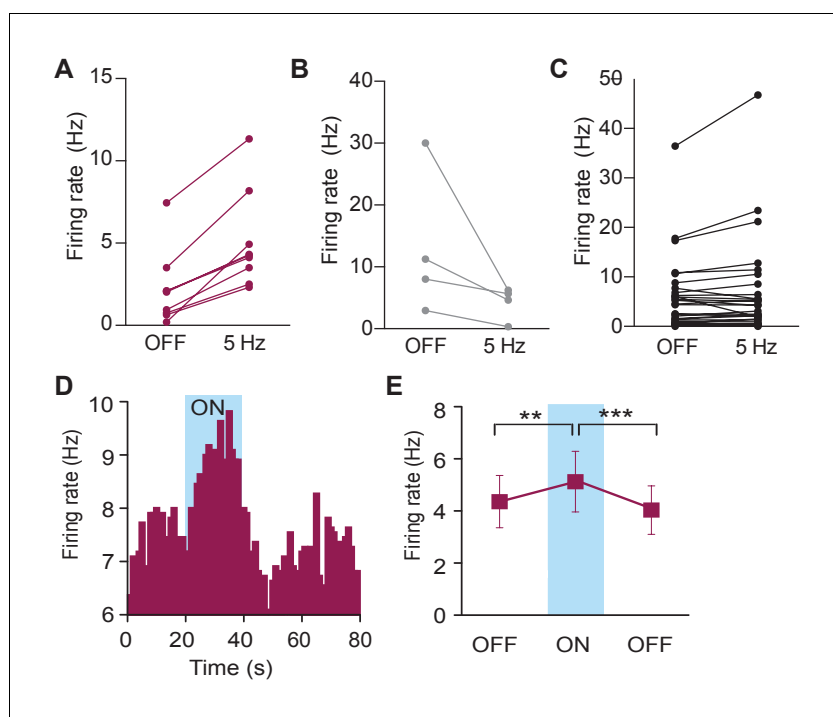 A
Firing rate (Hz)
15
10
5
0
OFF 5 Hz
B
Firing rate (Hz)
40
30
20
10
0
OFF 5 Hz
C
Firing rate (Hz)
50
40
30
20
10
0
OFF 5 Hz
D
Firing rate (Hz)
10
9
8
7
6
ON
0 20 40 60 80
Time (s)
E
Firing rate (Hz)
8
6
4
2
0
** ***
OFF ON OFF